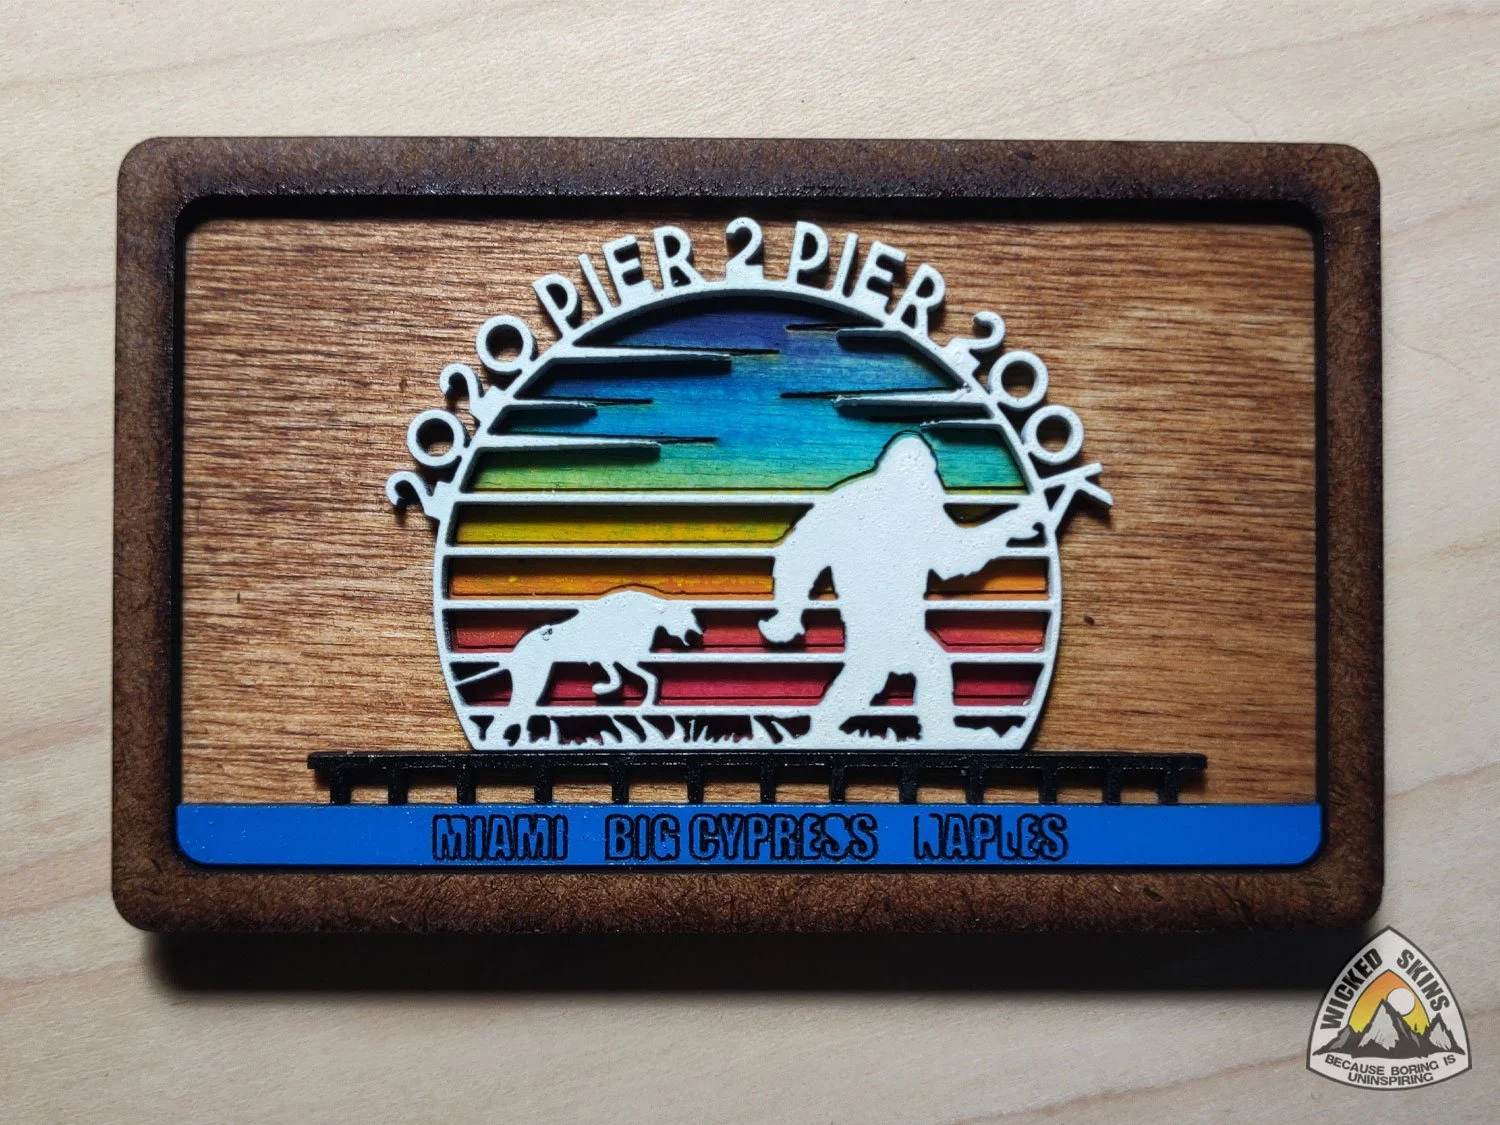 2020 PIER 2 PIER 200K
MIAMI BIG CYPRESS NAPLES
WICKED SKINS
BECAUSE BORING IS
UNINSPIRING